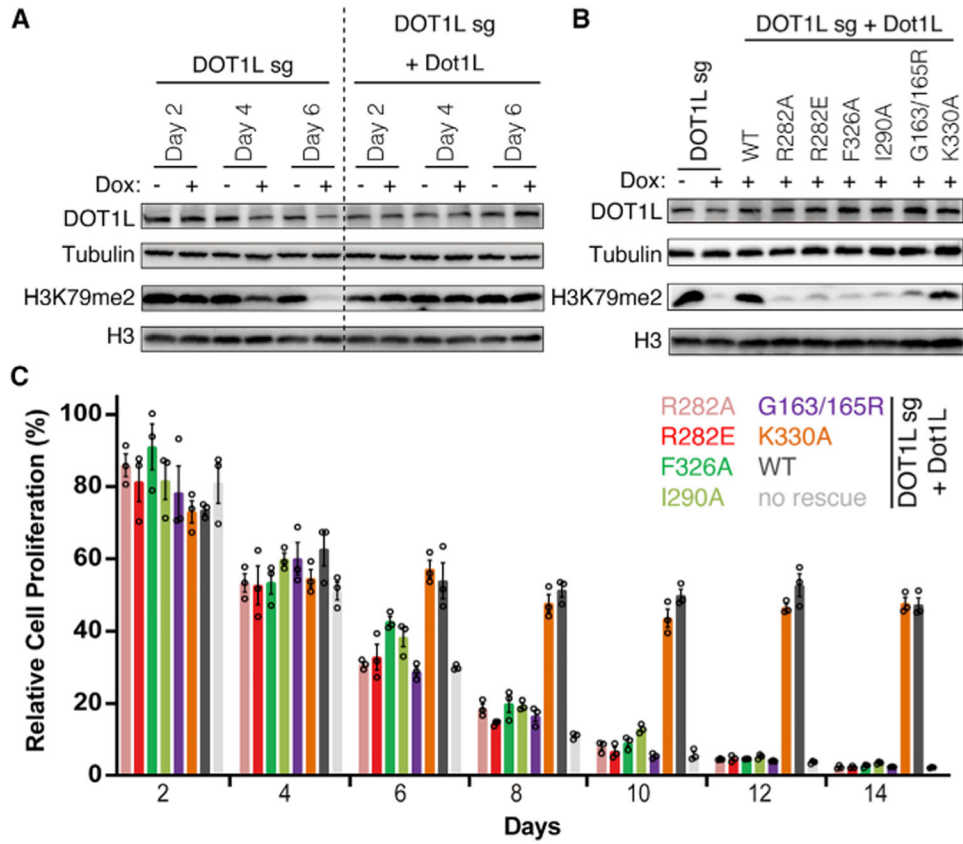 A
DOT1L sg
DOT1L sg
+ Dot1L
Day 2
Day 4
Day 6
Day 2
Day 4
Day 6
Dox: - + - + - + - + - + - +
DOT1L
Tubulin
H3K79me2
H3
B
DOT1L sg + Dot1L
DOT1L sg
WT
R282A
R282E
F326A
I290A
G163/165R
K330A
Dox: - + + + + + + + +
DOT1L
Tubulin
H3K79me2
H3
C
Relative Cell Proliferation (%)
100
80
60
40
20
0
R282A G163/165R
R282E K330A
F326A WT
I290A no rescue
DOT1L sg
+ Dot1L
2 4 6 8 10 12 14
Days